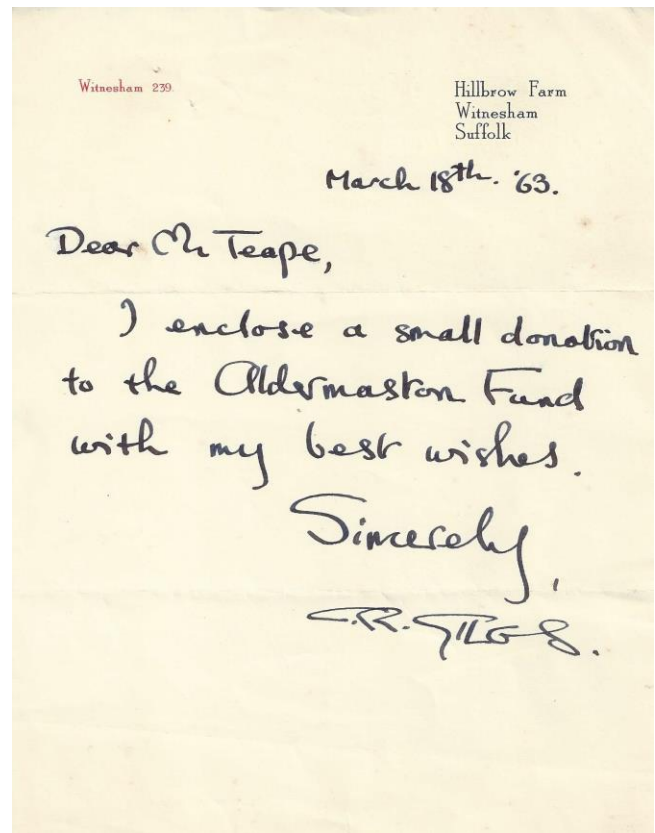 Witnesham 239
Hillbrow Farm
Witnesham
Suffolk
March 18th. '63.
Dear Mr Teape,
I enclose a small donation
to the Aldermaston Fund
with my best wishes.
Sincerely,